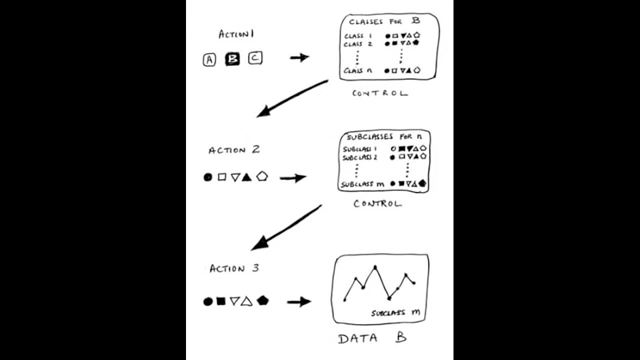 ACTION 1
A B C
CLASSES FOR B
CLASS 1
CLASS 2
CLASS n
CONTROL
ACTION 2
SUBCLASSES FOR n
SUBCLASS 1
SUBCLASS 2
SUBCLASS m
CONTROL
ACTION 3
SUBCLASS m
DATA B